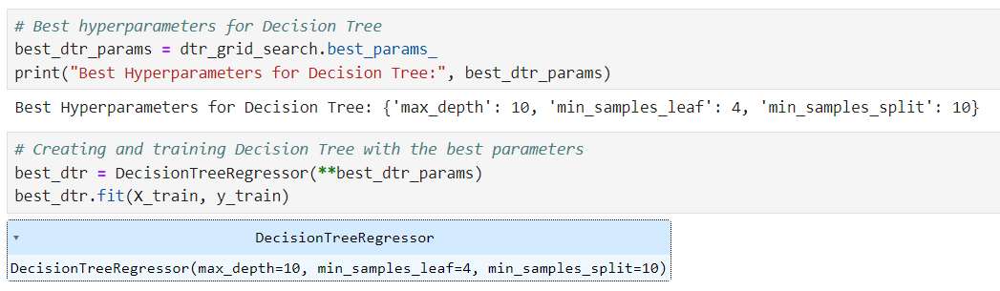 # Best hyperparameters for Decision Tree
best_dtr_params = dtr_grid_search.best_params_
print("Best Hyperparameters for Decision Tree:", best_dtr_params)
Best Hyperparameters for Decision Tree: {'max_depth': 10, 'min_samples_leaf': 4, 'min_samples_split': 10}
# Creating and training Decision Tree with the best parameters
best_dtr = DecisionTreeRegressor(**best_dtr_params)
best_dtr.fit(X_train, y_train)
DecisionTreeRegressor
DecisionTreeRegressor(max_depth=10, min_samples_leaf=4, min_samples_split=10)